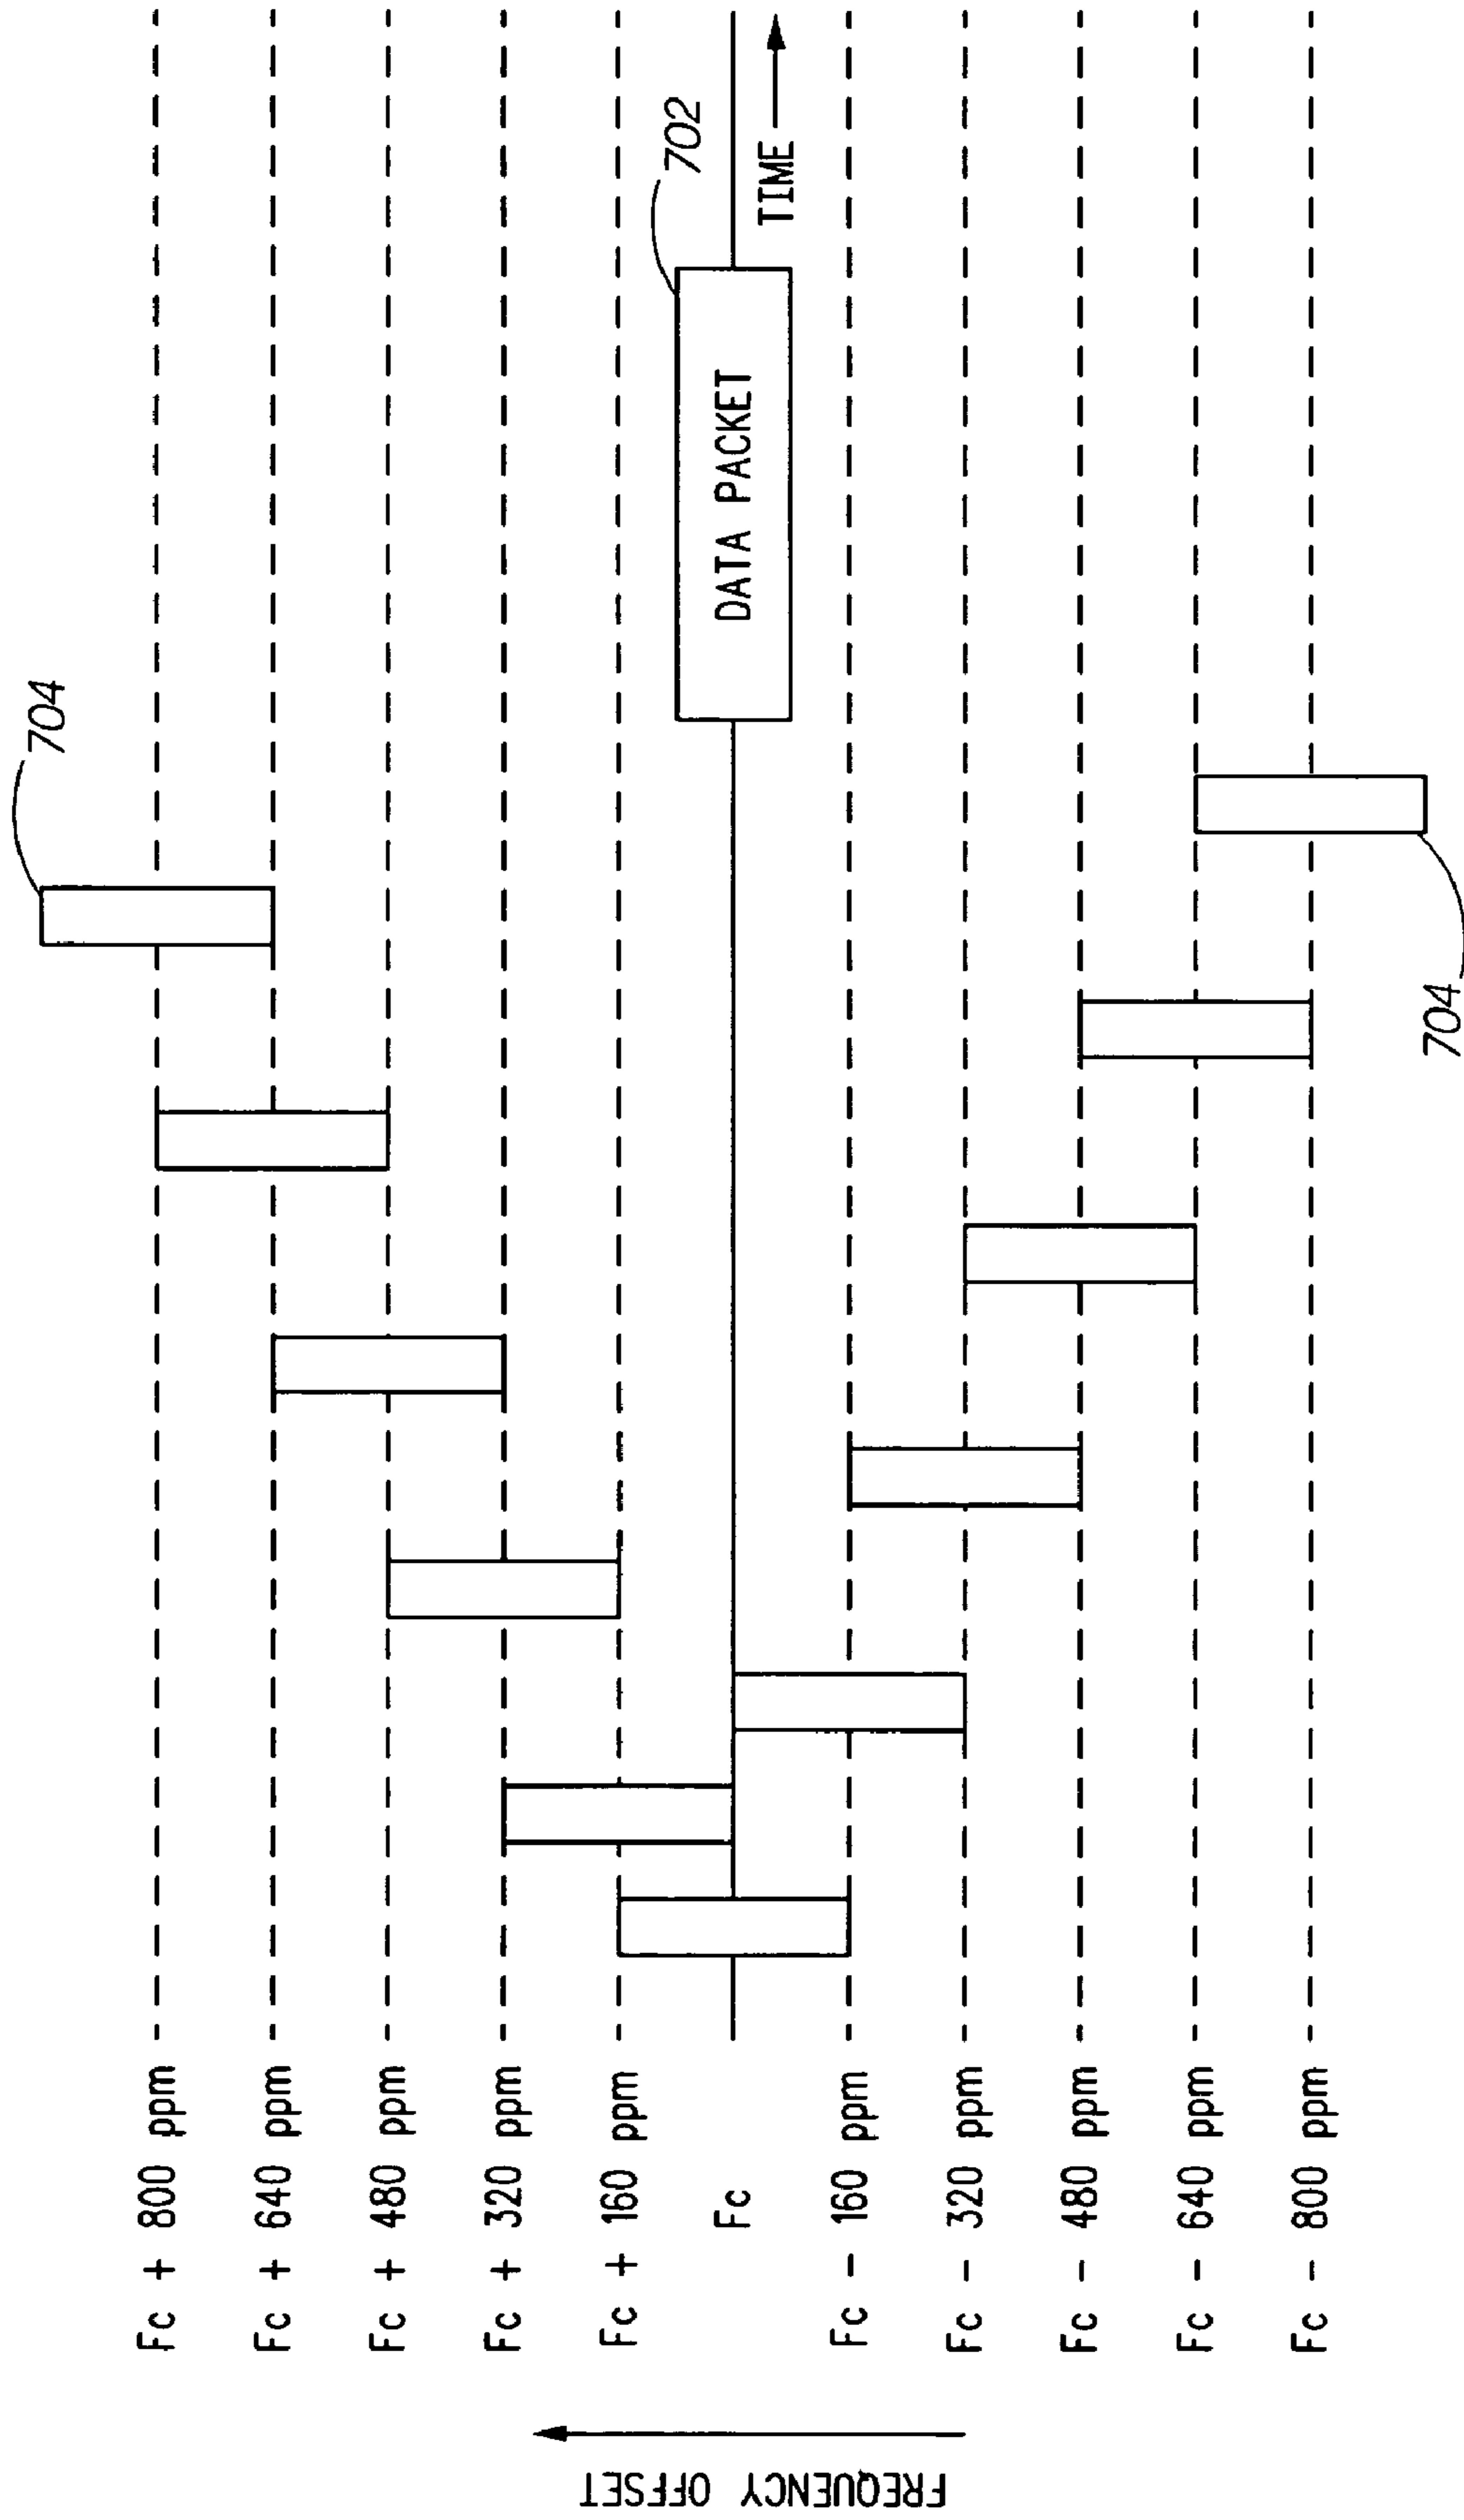 704
702
Fc + 800 ppm
Fc + 640 ppm
Fc + 480 ppm
Fc + 320 ppm
Fc + 160 ppm
Fc
DATA PACKET
TIME
Fc - 160 ppm
Fc - 320 ppm
Fc - 480 ppm
Fc - 640 ppm
Fc - 800 ppm
704
FREQUENCY OFFSET